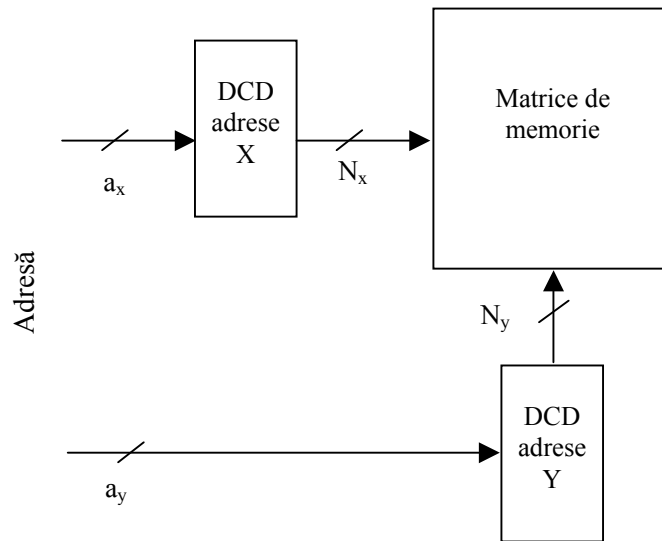 DCD
adrese
X
Matrice de
memorie
a_x
N_x
Adresă
N_y
DCD
adrese
Y
a_y